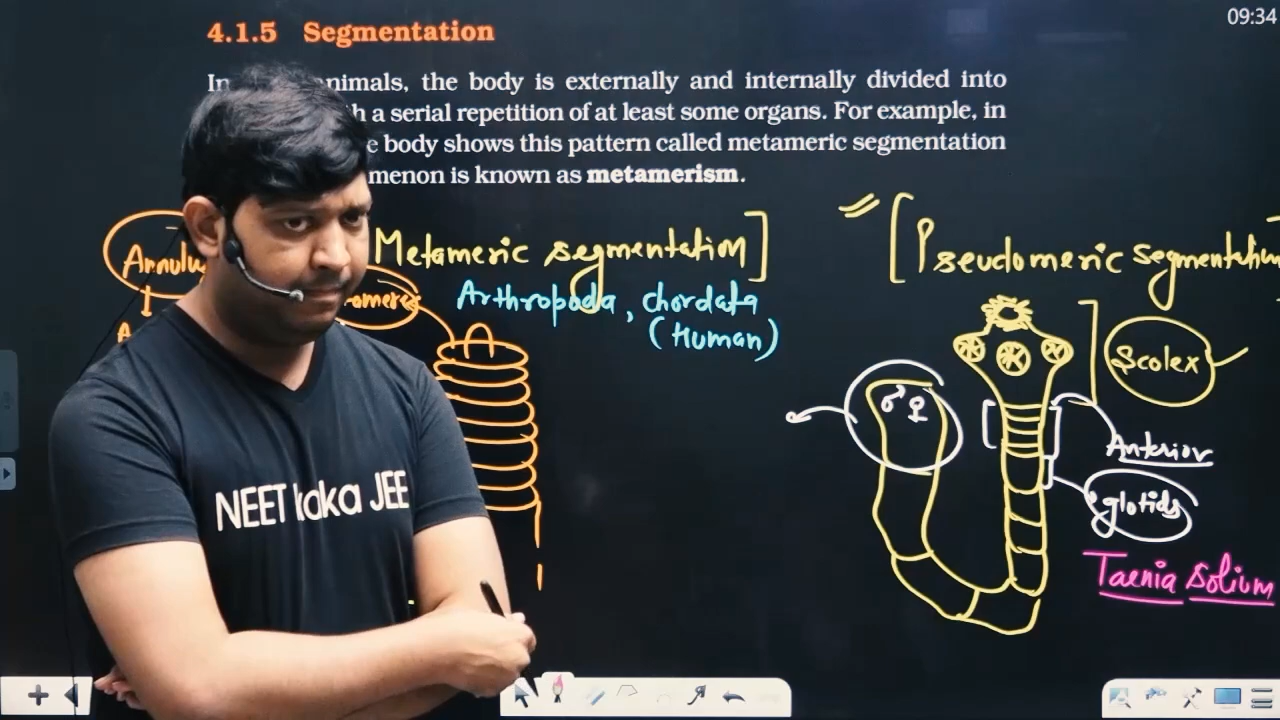 09:34
4.1.5 Segmentation
In animals, the body is externally and internally divided into
a serial repetition of at least some organs. For example, in
body shows this pattern called metameric segmentation
menon is known as metamerism.
Metameric segmentation]
[Pseudomeric Segmentation
Arthropoda, chordata
(Human)
Scolex
♂ ♀
Anterior
glotids
Taenia Solium
NEET kaka JEE